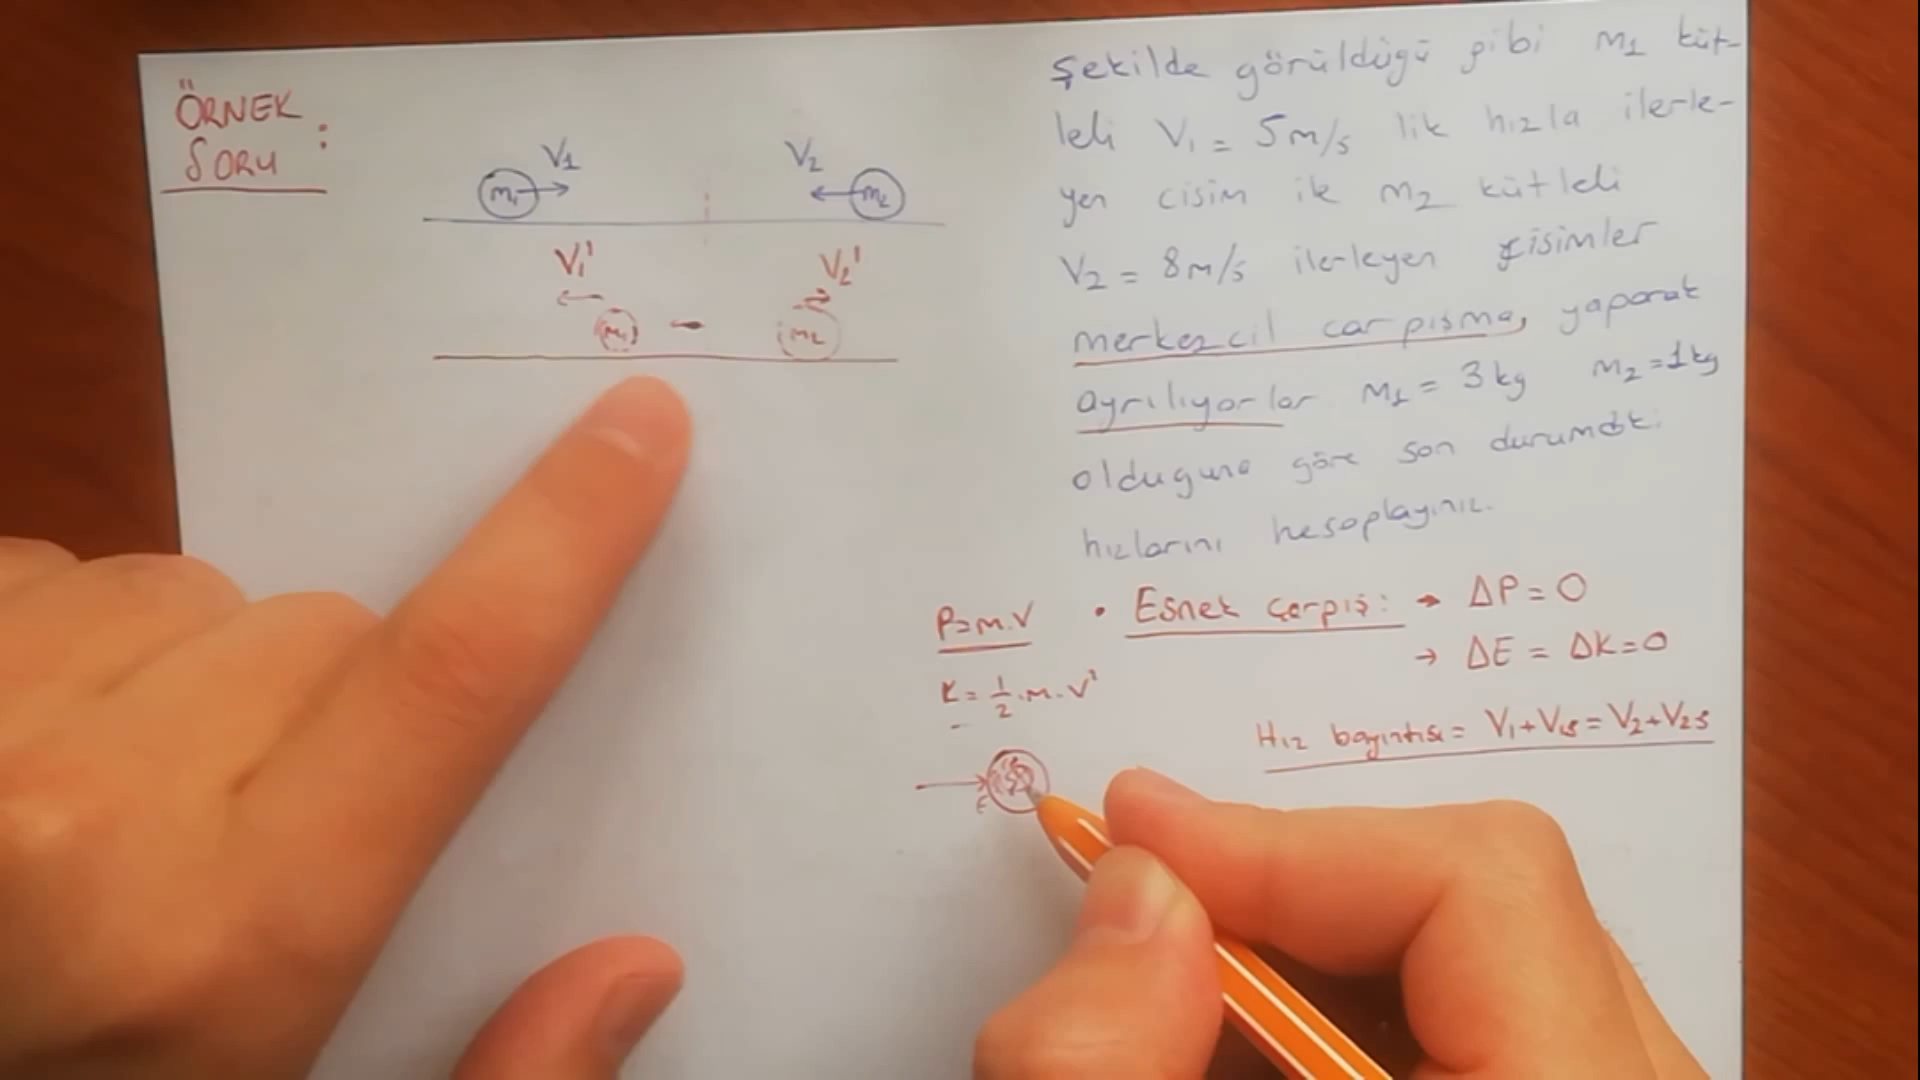 ÖRNEK
SORU :
V1
V2
m1
m2
V1'
V2'
m1
m2
şekilde görüldüğü gibi m1 küt-
leli V1 = 5m/s lik hızla ilerle-
yen cisim ile m2 kütleli
V2 = 8m/s ilerleyen cisimler
merkezcil carpışma, yaparak
ayrılıyorlar m1 = 3kg m2 = 1kg
olduguna göre son durumdaki
hızlarını hesaplayınız.
P=m.V • Esnek çarpış: → ΔP = 0
→ ΔE = ΔK = 0
K = 1/2 .m.V²
Hız bagıntısı = V1+V1s = V2+V2s
E